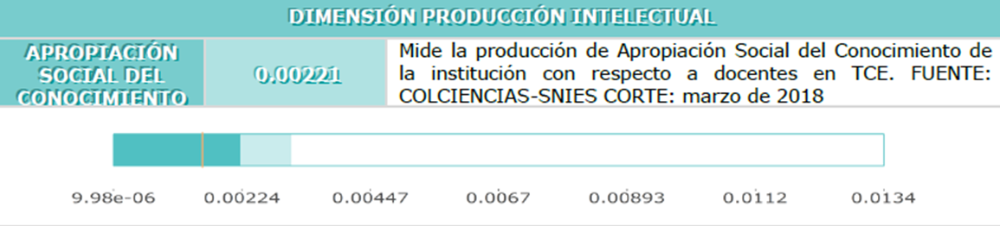 DIMENSIÓN PRODUCCIÓN INTELECTUAL
APROPIACIÓN
SOCIAL DEL
CONOCIMIENTO
0.00221
Mide la producción de Apropiación Social del Conocimiento de
la institución con respecto a docentes en TCE. FUENTE:
COLCIENCIAS-SNIES CORTE: marzo de 2018
9.98e-06 0.00224 0.00447 0.0067 0.00893 0.0112 0.0134